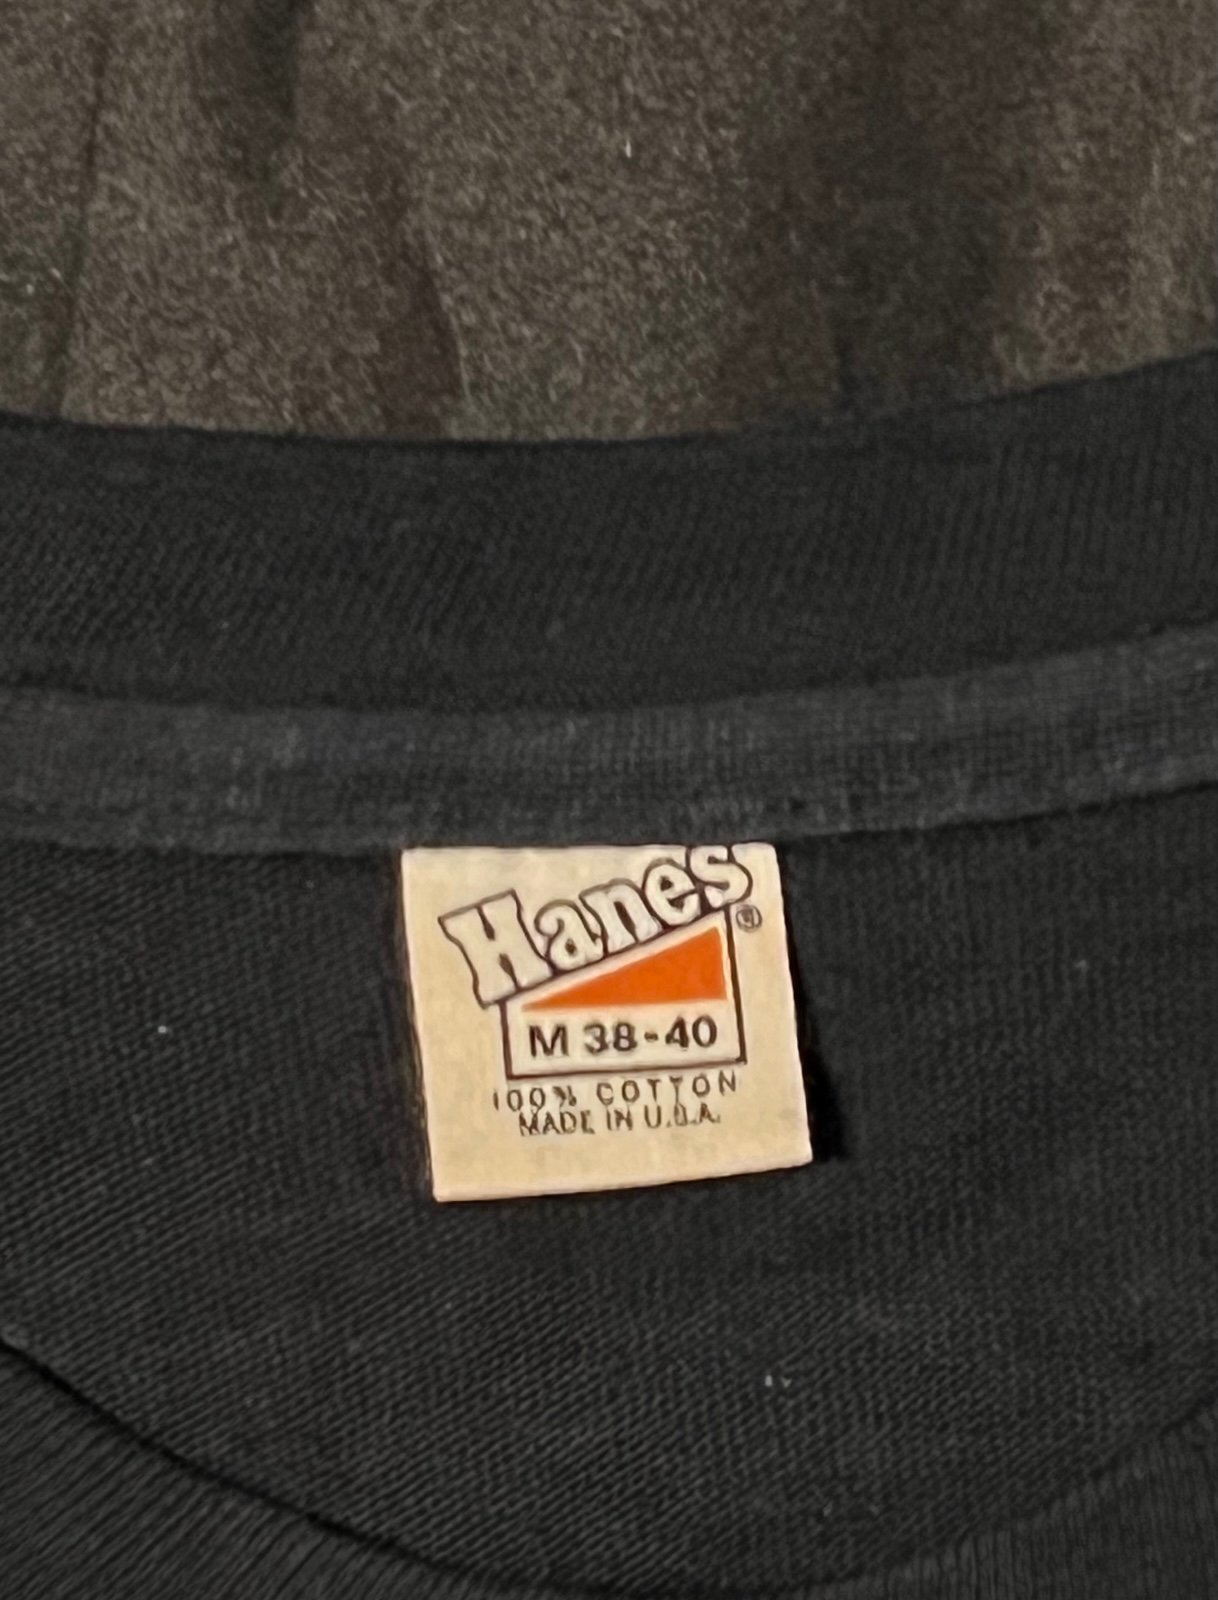 Hanes®
M 38-40
100% COTTON
MADE IN U.S.A.